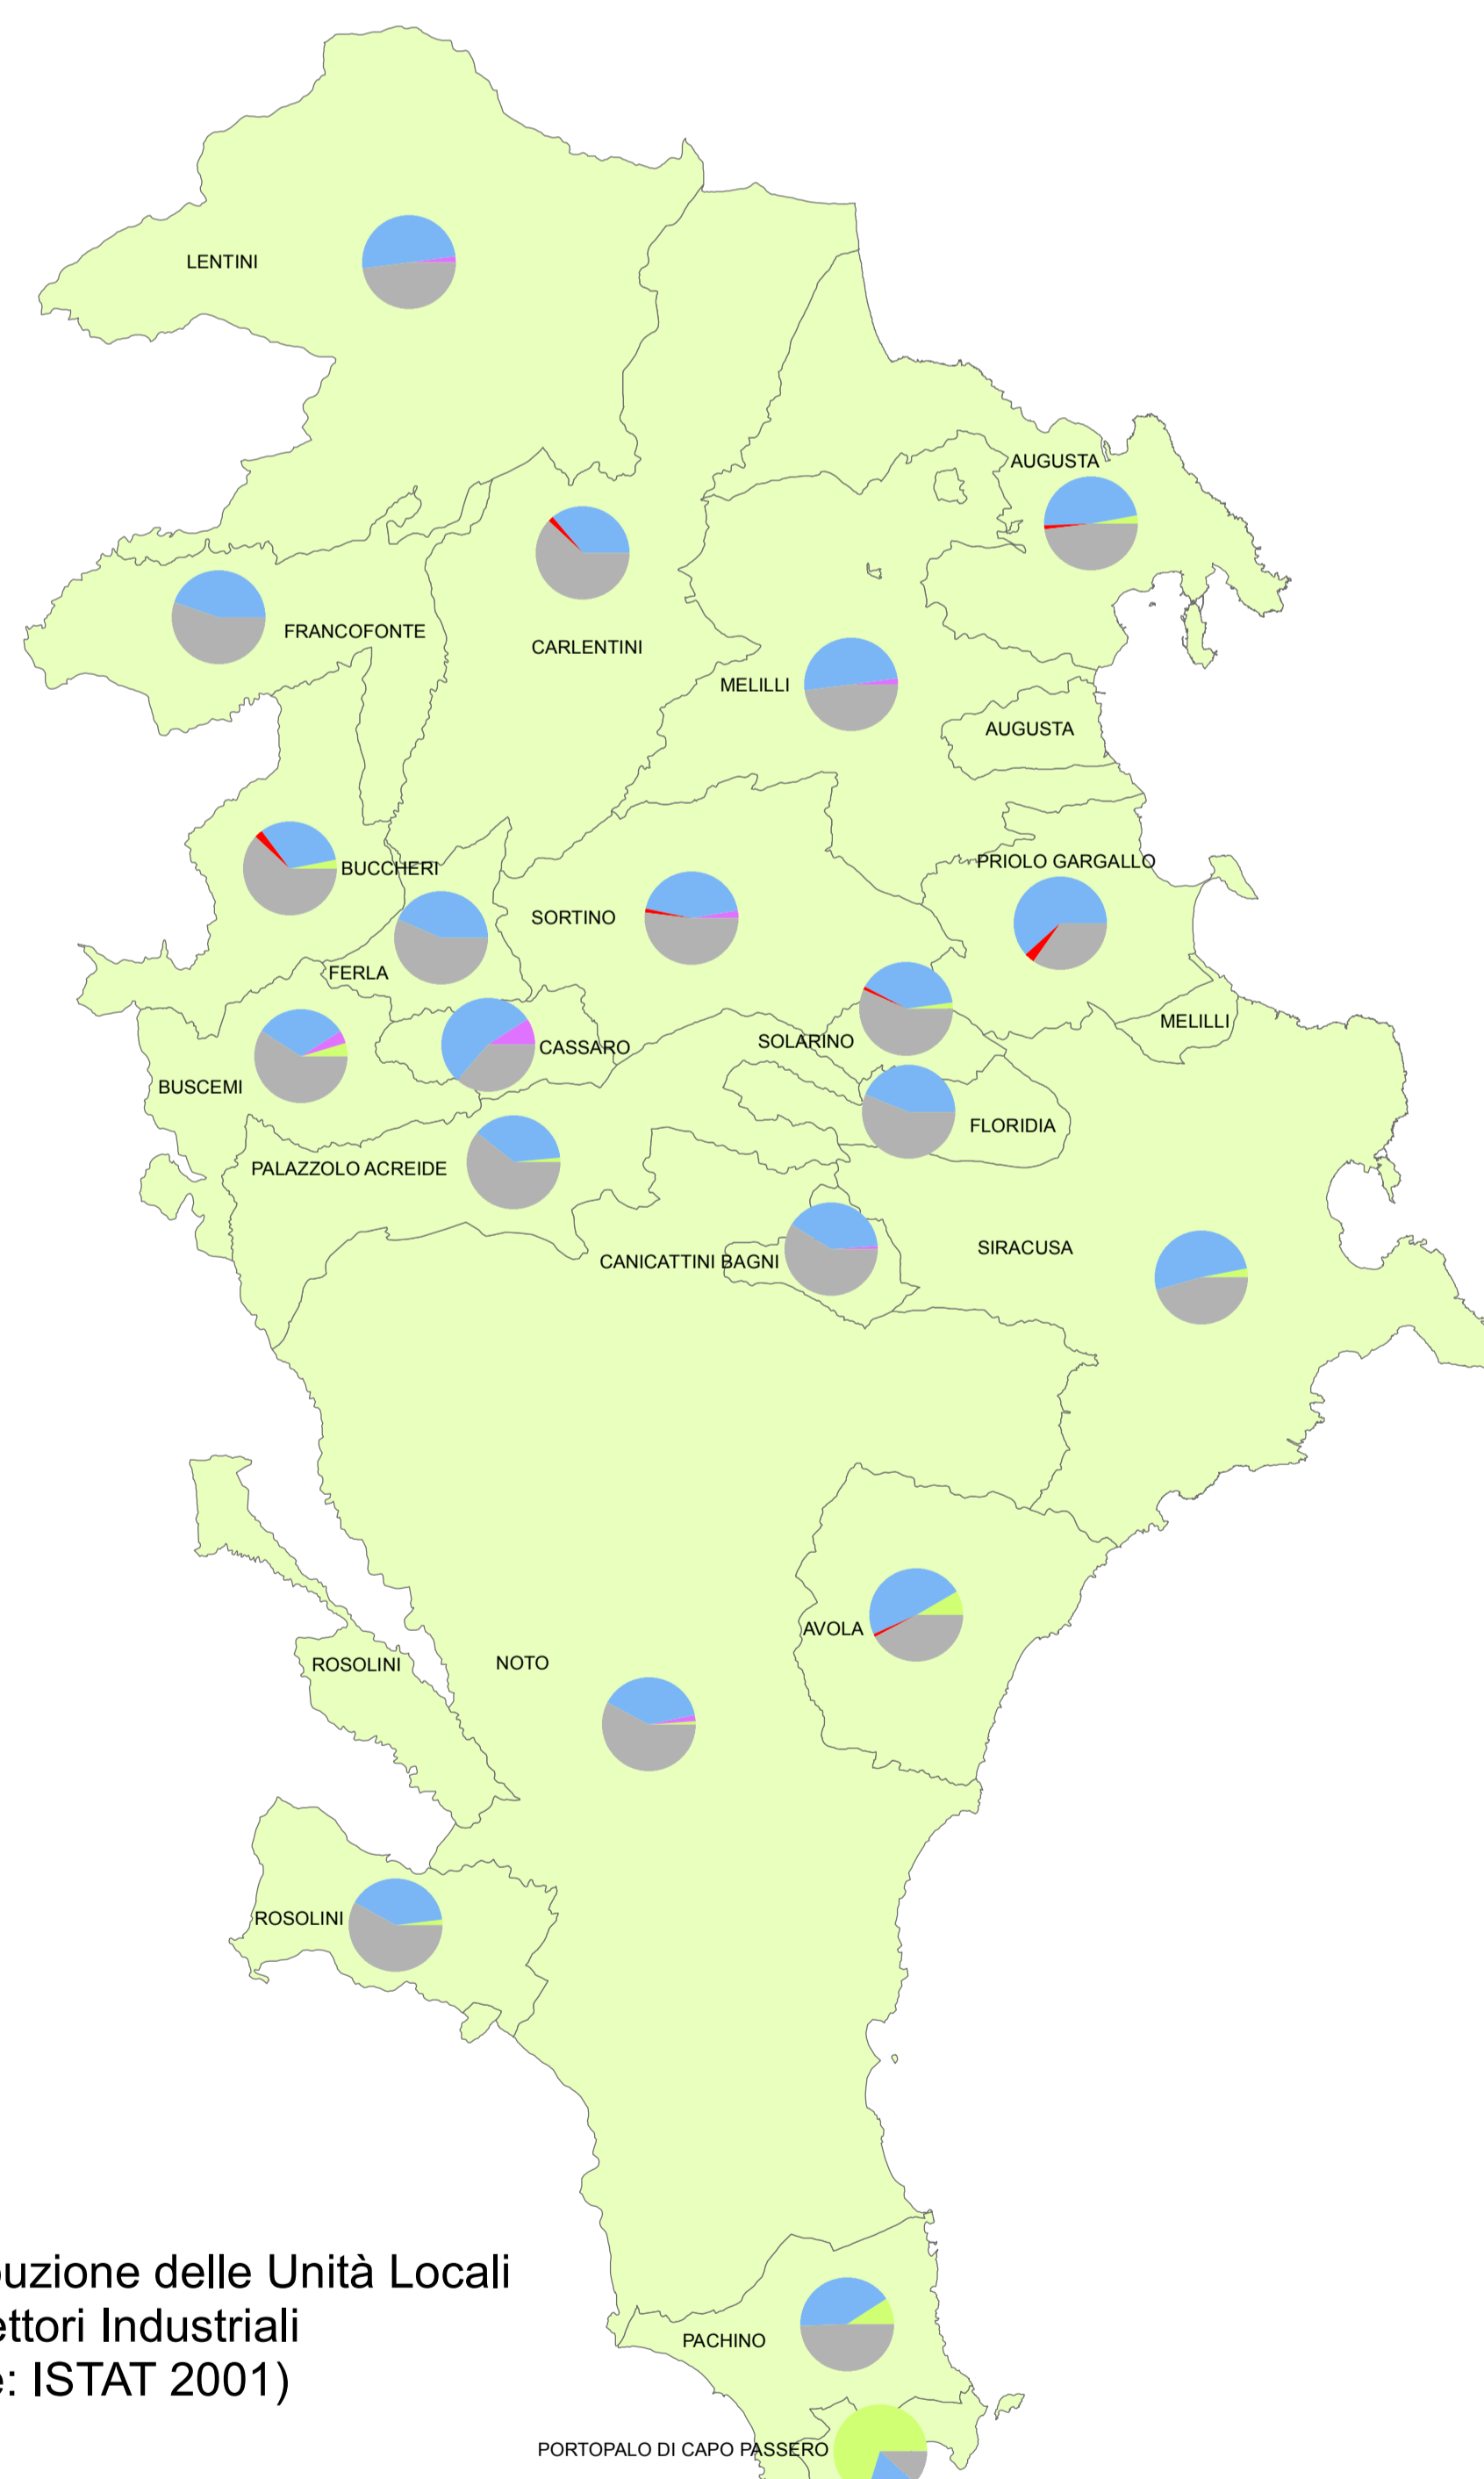 LENTINI
AUGUSTA
FRANCOFONTE
CARLENTINI
MELILLI
AUGUSTA
PRIOLO GARGALLO
BUCCHERI
SORTINO
FERLA
MELILLI
SOLARINO
CASSARO
BUSCEMI
FLORIDIA
PALAZZOLO ACREIDE
SIRACUSA
CANICATTINI BAGNI
AVOLA
NOTO
ROSOLINI
ROSOLINI
uzione delle Unità Locali
ettori Industriali
: ISTAT 2001)
PACHINO
PORTOPALO DI CAPO PASSERO